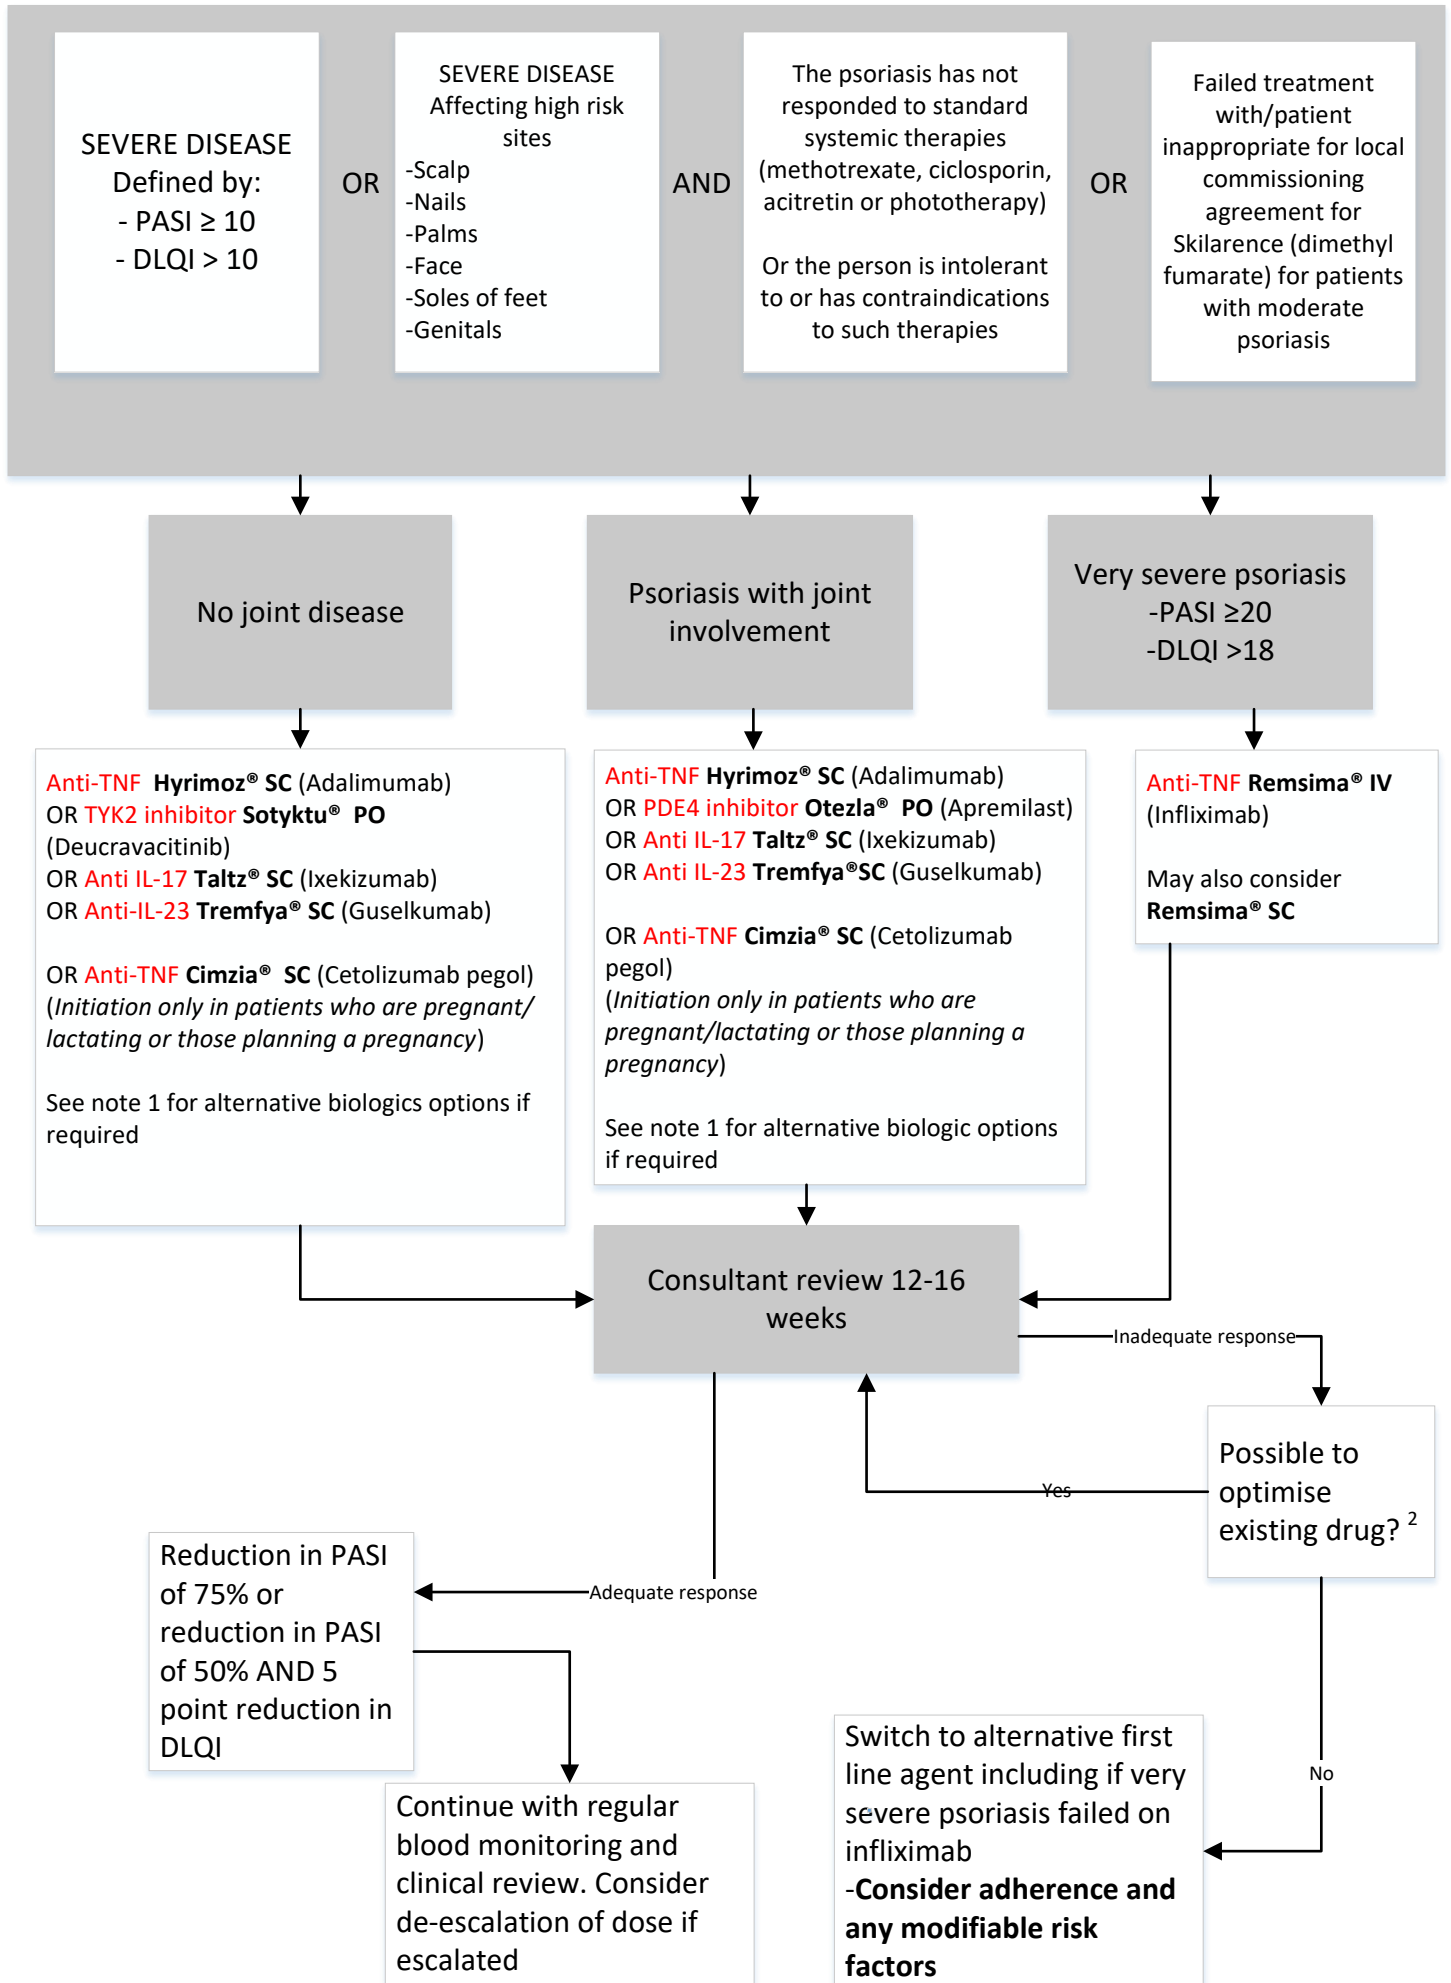 SEVERE DISEASE
Defined by:
- PASI ≥ 10
- DLQI > 10
OR
SEVERE DISEASE
Affecting high risk
sites
-Scalp
-Nails
-Palms
-Face
-Soles of feet
-Genitals
AND
The psoriasis has not
responded to standard
systemic therapies
(methotrexate, ciclosporin,
acitretin or phototherapy)
Or the person is intolerant
to or has contraindications
to such therapies
OR
Failed treatment
with/patient
inappropriate for local
commissioning
agreement for
Skilarence (dimethyl
fumarate) for patients
with moderate
psoriasis
No joint disease
Psoriasis with joint
involvement
Very severe psoriasis
-PASI ≥20
-DLQI >18
Anti-TNF Hyrimoz® SC (Adalimumab)
OR TYK2 inhibitor Sotyktu® PO
(Deucravacitinib)
OR Anti IL-17 Taltz® SC (Ixekizumab)
OR Anti-IL-23 Tremfya® SC (Guselkumab)
OR Anti-TNF Cimzia® SC (Cetolizumab pegol)
(Initiation only in patients who are pregnant/
lactating or those planning a pregnancy)
See note 1 for alternative biologics options if
required
Anti-TNF Hyrimoz® SC (Adalimumab)
OR PDE4 inhibitor Otezla® PO (Apremilast)
OR Anti IL-17 Taltz® SC (Ixekizumab)
OR Anti IL-23 Tremfya®SC (Guselkumab)
OR Anti-TNF Cimzia® SC (Cetolizumab
pegol)
(Initiation only in patients who are
pregnant/lactating or those planning a
pregnancy)
See note 1 for alternative biologic options
if required
Anti-TNF Remsima® IV
(Infliximab)
May also consider
Remsima® SC
Consultant review 12-16
weeks
Inadequate response
Possible to
optimise
existing drug? 2
Yes
Adequate response
Reduction in PASI
of 75% or
reduction in PASI
of 50% AND 5
point reduction in
DLQI
No
Continue with regular
blood monitoring and
clinical review. Consider
de-escalation of dose if
escalated
Switch to alternative first
line agent including if very
severe psoriasis failed on
infliximab
-Consider adherence and
any modifiable risk
factors